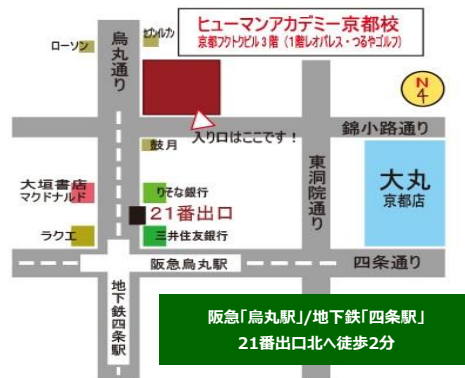 ヒューマンアカデミー京都校
京都フクトクビル3階（1階レオパレス・つるやゴルフ）
烏丸通り
ローソン
セブンイレブン
N
4
入り口はここです！
錦小路通り
鼓月
東洞院通り
大丸
京都店
大垣書店
マクドナルド
りそな銀行
21番出口
ラクエ
三井住友銀行
阪急烏丸駅
四条通り
地下鉄四条駅
阪急「烏丸駅」/地下鉄「四条駅」
21番出口北へ徒歩2分